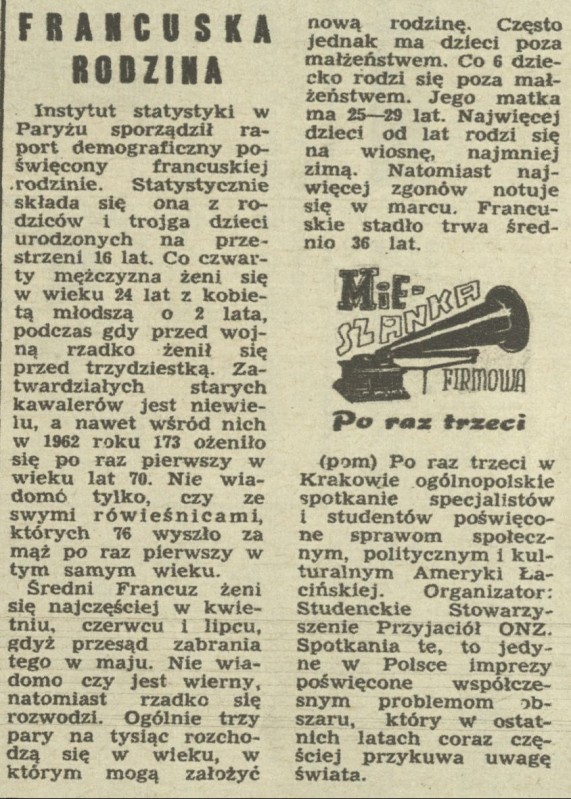 FRANCUSKA
RODZINA
Instytut statystyki w
Paryżu sporządził ra-
port demograficzny po-
święcony francuskiej
rodzinie. Statystycznie
składa się ona z ro-
dziców i trojga dzieci
urodzonych na prze-
strzeni 16 lat. Co czwar-
ty mężczyzna żeni się
w wieku 24 lat z kobie-
tą młodszą o 2 lata,
podczas gdy przed woj-
ną rzadko żenił się
przed trzydziestką. Za-
twardziałych starych
kawalerów jest niewie-
lu, a nawet wśród nich
w 1962 roku 173 ożeniło
się po raz pierwszy w
wieku lat 70. Nie wia-
domó tylko, czy ze
swymi rówieśnicami,
których 76 wyszło za
mąż po raz pierwszy w
tym samym wieku.
Średni Francuz żeni
się najczęściej w kwie-
tniu, czerwcu i lipcu,
gdyż przesąd zabrania
tego w maju. Nie wia-
domo czy jest wierny,
natomiast rzadko się
rozwodzi. Ogólnie trzy
pary na tysiąc rozcho-
dzą się w wieku, w
którym mogą założyć
nową rodzinę. Często
jednak ma dzieci poza
małżeństwem. Co 6 dzie-
cko rodzi się poza mał-
żeństwem. Jego matka
ma 25—29 lat. Najwięcej
dzieci od lat rodzi się
na wiosnę, najmniej
zimą. Natomiast naj-
więcej zgonów notuje
się w marcu. Francu-
skie stadło trwa śred-
nio 36 lat.
MIE-
SZANKA
FIRMOWA
Po raz trzeci
(pom) Po raz trzeci w
Krakowie ogólnopolskie
spotkanie specjalistów
i studentów poświęco-
ne sprawom społecz-
nym, politycznym i kul-
turalnym Ameryki Ła-
cińskiej. Organizator:
Studenckie Stowarzy-
szenie Przyjaciół ONZ.
Spotkania te, to jedy-
ne w Polsce imprezy
poświęcone współcze-
snym problemom ob-
szaru, który w ostat-
nich latach coraz czę-
ściej przykuwa uwagę
świata.